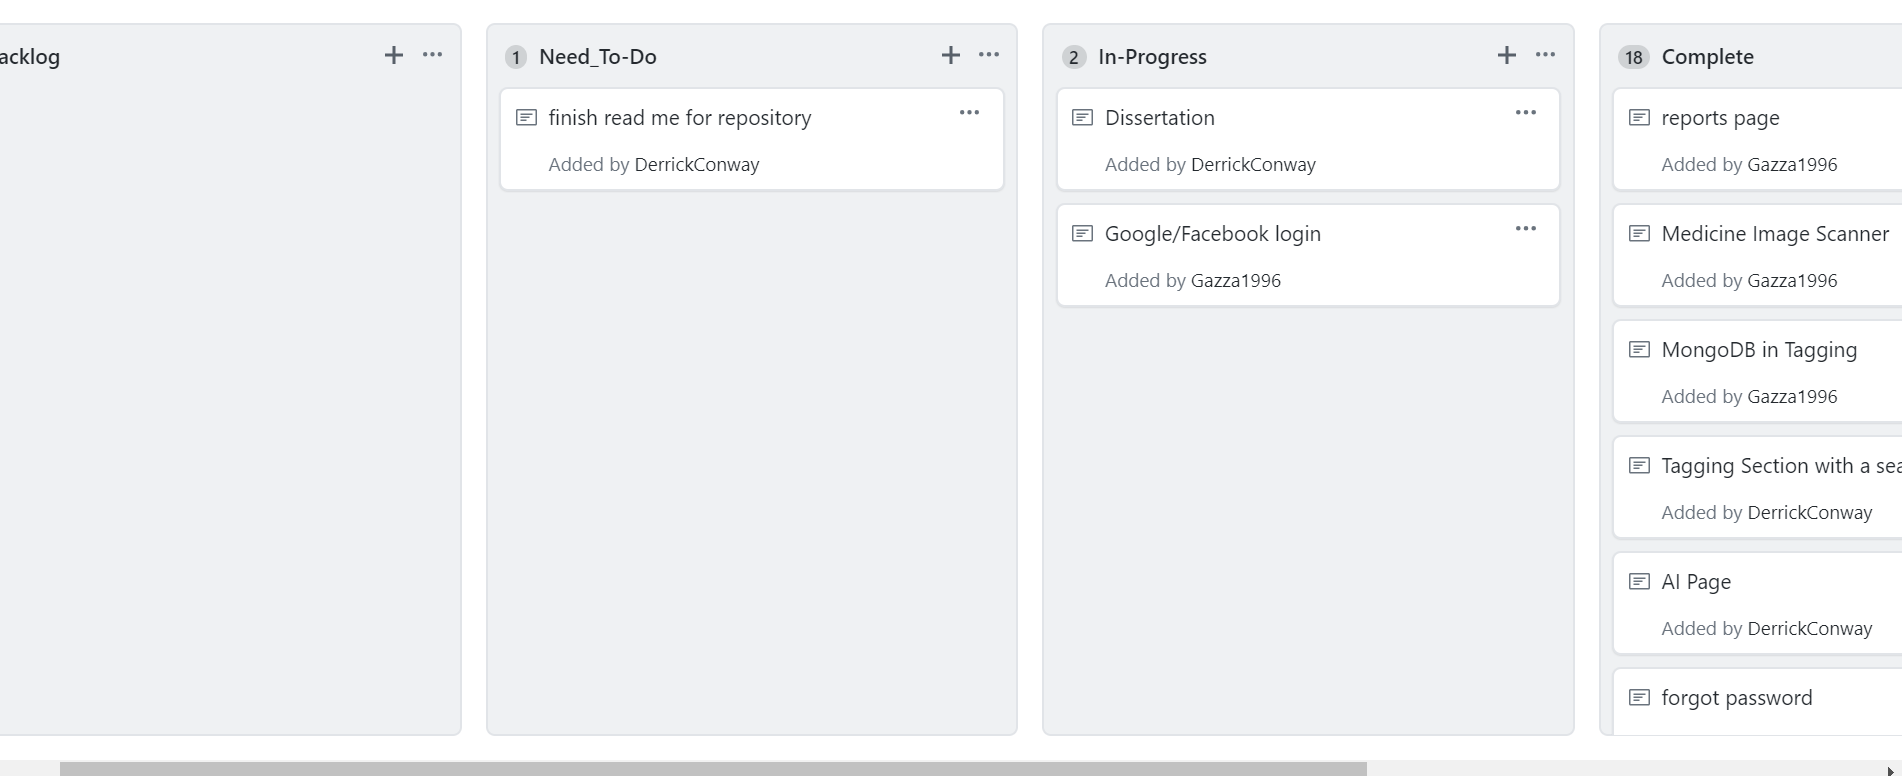 acklog
1 Need_To-Do
finish read me for repository
Added by DerrickConway
2 In-Progress
Dissertation
Added by DerrickConway
Google/Facebook login
Added by Gazza1996
18 Complete
reports page
Added by Gazza1996
Medicine Image Scanner
Added by Gazza1996
MongoDB in Tagging
Added by Gazza1996
Tagging Section with a sea
Added by DerrickConway
AI Page
Added by DerrickConway
forgot password